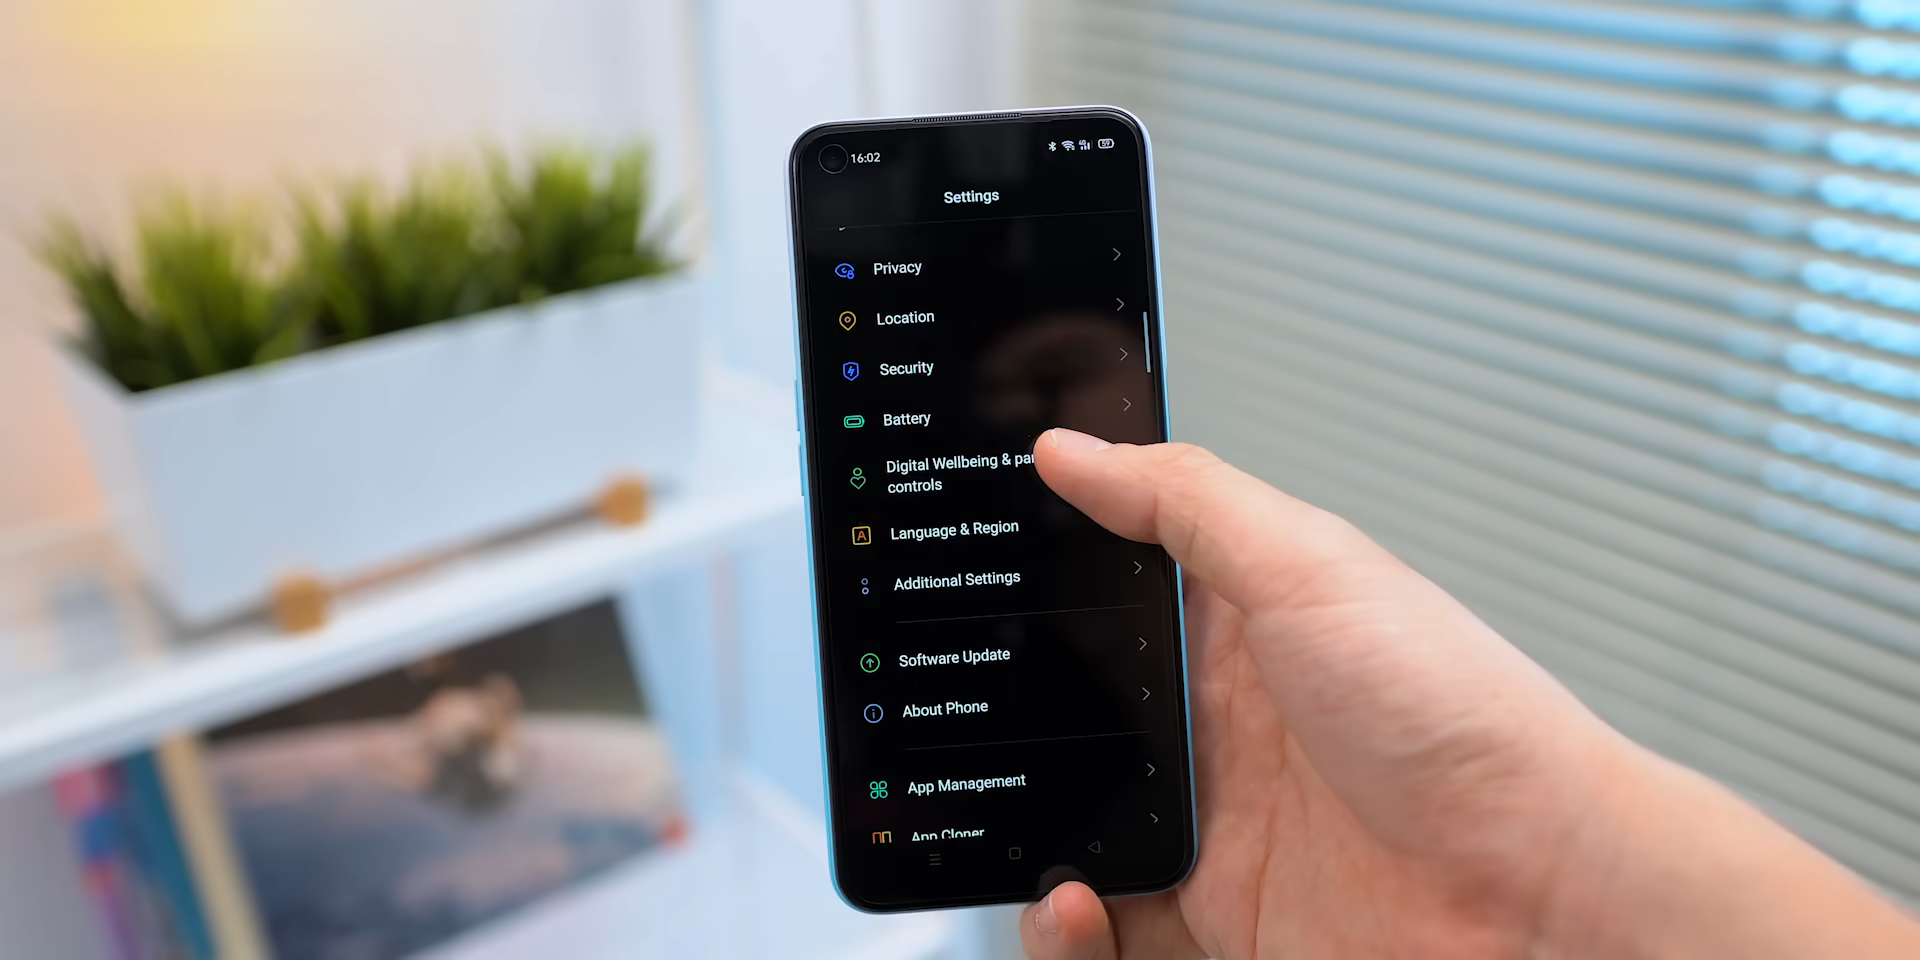 16:02
59
Settings
Privacy
Location
Security
Battery
Digital Wellbeing &
controls
Language & Region
Additional Settings
Software Update
About Phone
App Management
App Cloner